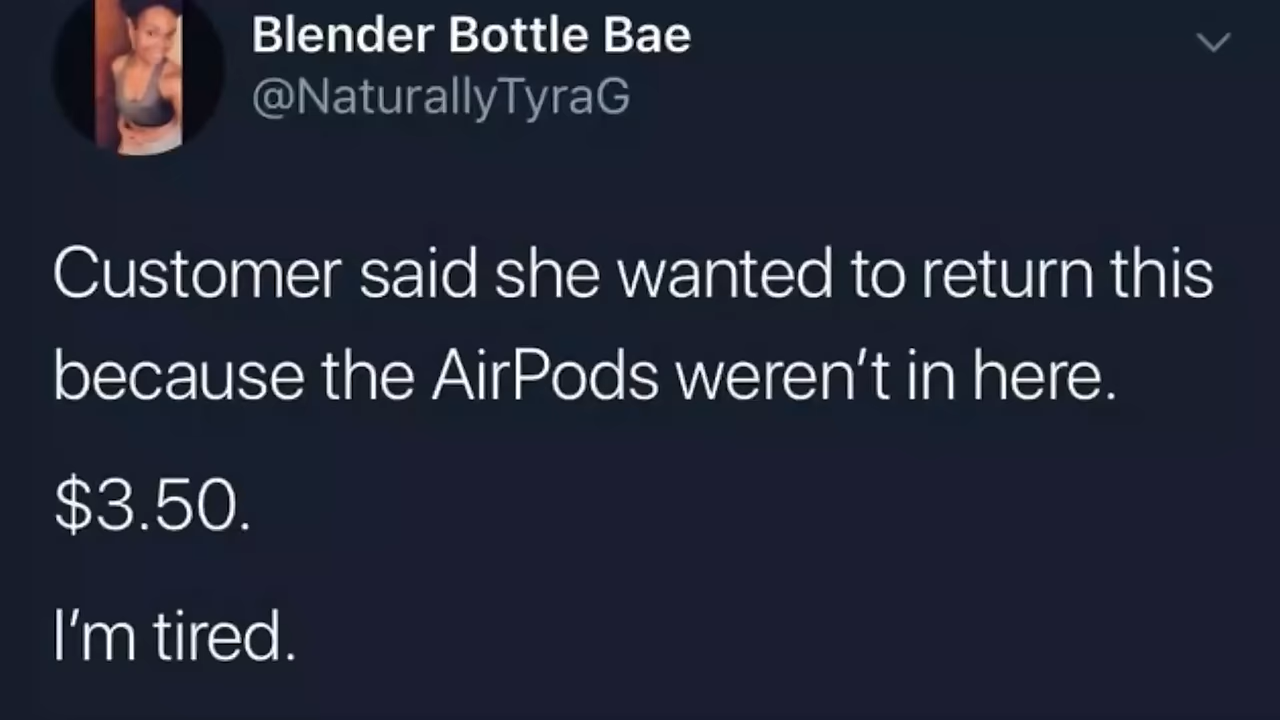 Blender Bottle Bae
@NaturallyTyraG
Customer said she wanted to return this
because the AirPods weren’t in here.
$3.50.
I’m tired.